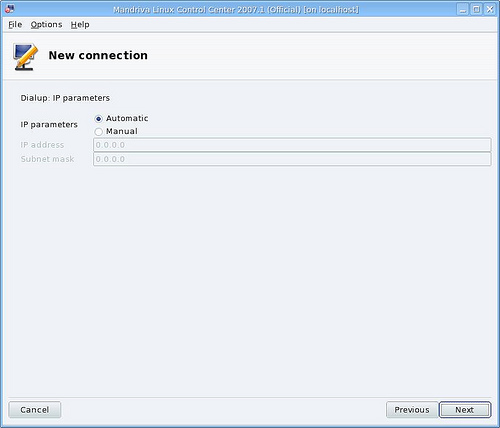 Mandriva Linux Control Center 2007.1 (Official) [on localhost]
File Options Help
New connection
Dialup: IP parameters
IP parameters
Automatic
Manual
IP address 0.0.0.0
Subnet mask 0.0.0.0
Cancel Previous Next